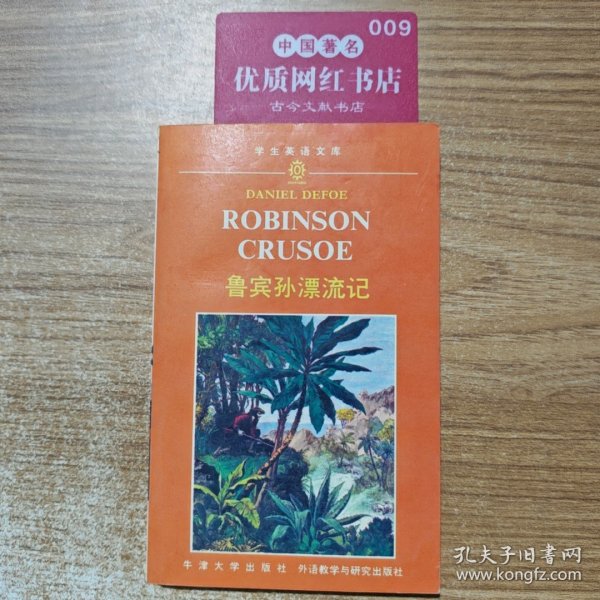 009
中国著名
优质网红书店
古今文献书店
学生英语文库
DANIEL DEFOE
ROBINSON
CRUSOE
鲁宾孙漂流记
牛津大学出版社 外语教学与研究出版社
孔夫子旧书网
www.kongfz.com